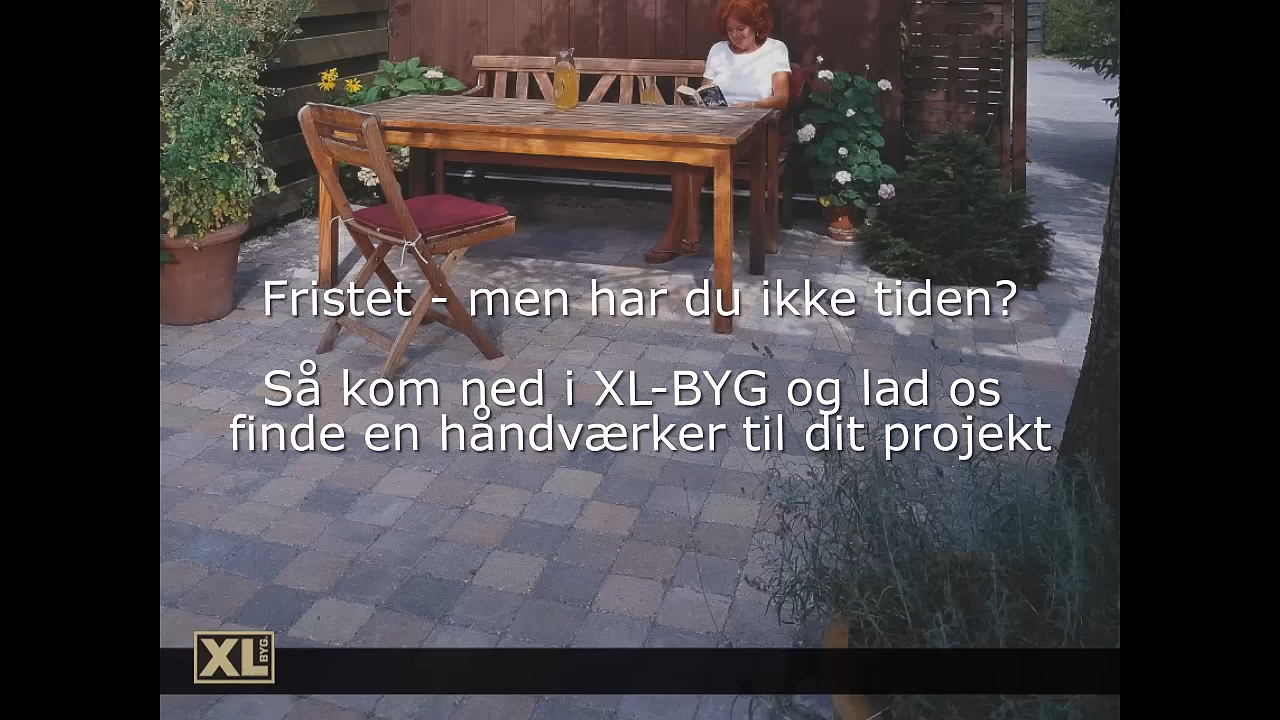 Fristet - men har du ikke tiden?
Så kom ned i XL-BYG og lad os
finde en håndværker til dit projekt
XL BYG.